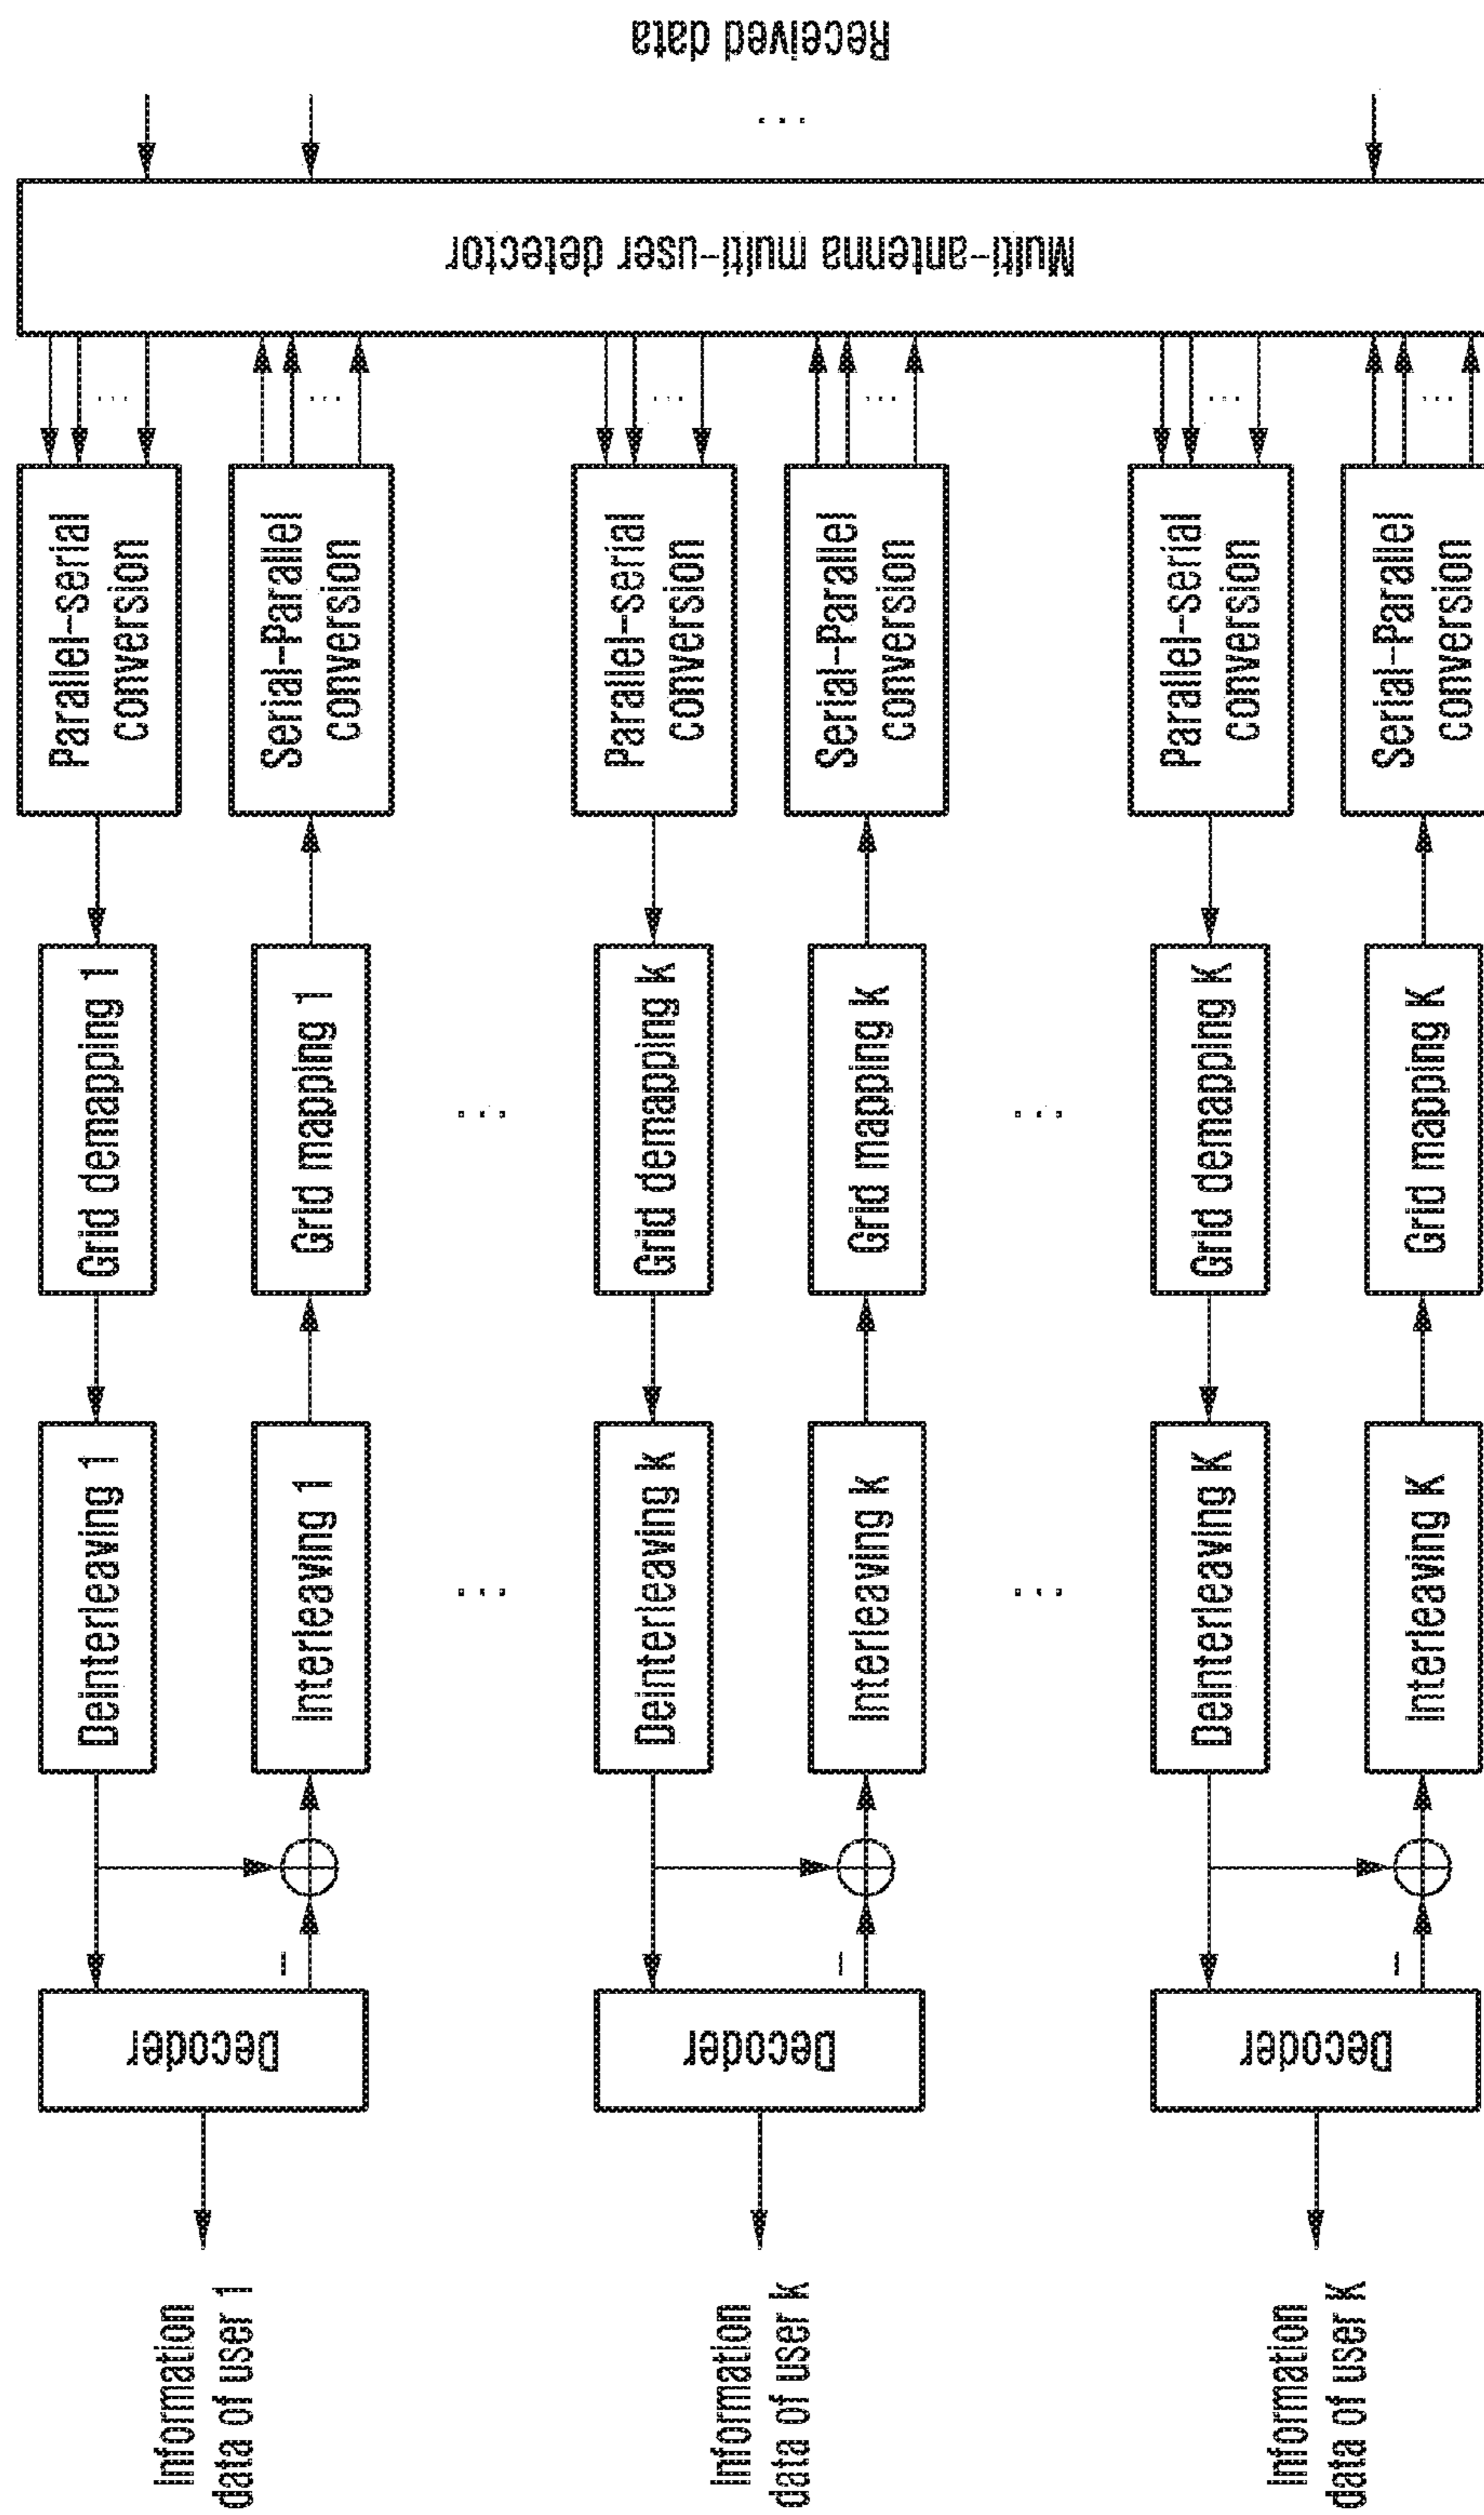 Received data
Multi-antenna multi-user detector
Parallel-serial
conversion
Serial-Parallel
conversion
Parallel-serial
conversion
Serial-Parallel
conversion
Parallel-serial
conversion
Serial-Parallel
conversion
Grid demapping 1
Grid mapping 1
Grid demapping k
Grid mapping k
Grid demapping K
Grid mapping K
Deinterleaving 1
Interleaving 1
Deinterleaving k
Interleaving k
Deinterleaving K
Interleaving K
Decoder
Decoder
Decoder
Information
data of user 1
Information
data of user k
Information
data of user K